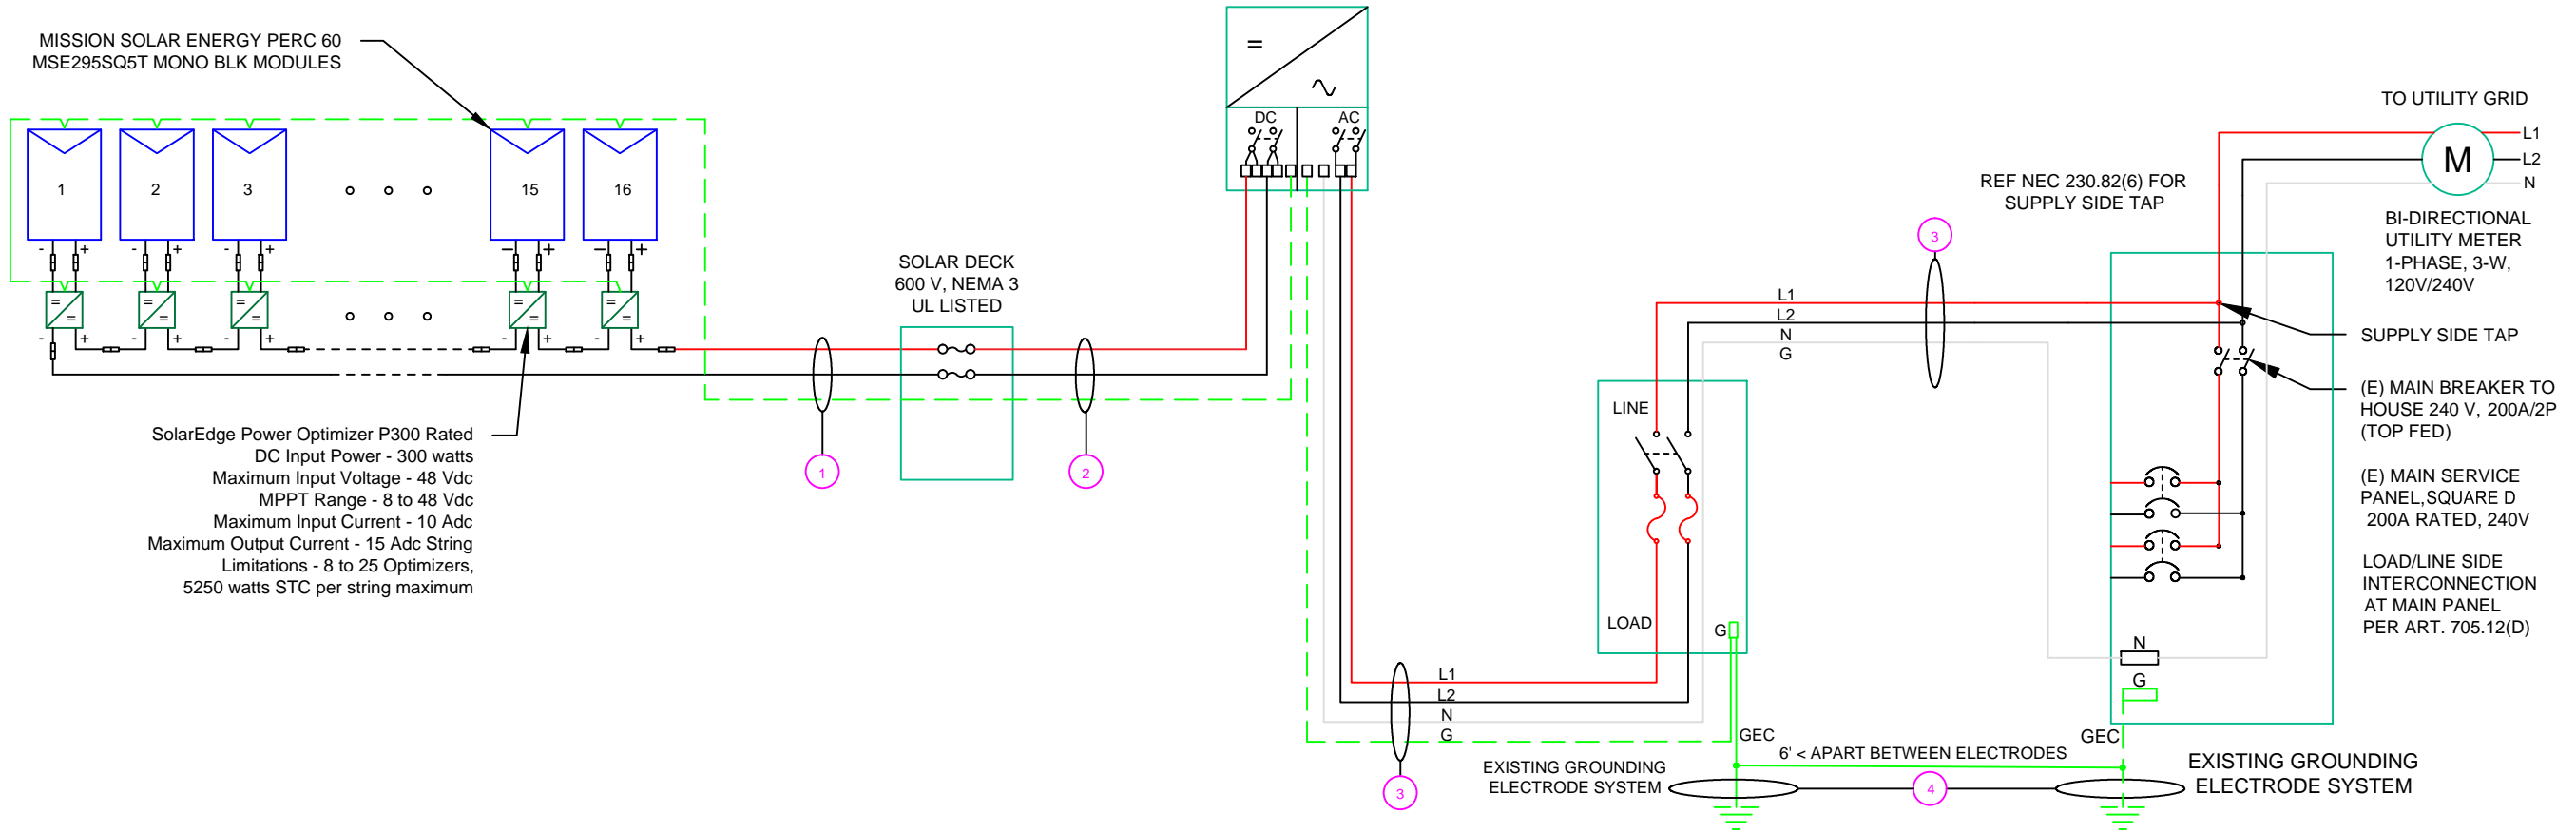 MISSION SOLAR ENERGY PERC 60
MSE295SQ5T MONO BLK MODULES
1
2
3
15
16
- +
- +
- +
- +
- +
= =
= =
= =
= =
= =
- +
- +
- +
- +
- +
SolarEdge Power Optimizer P300 Rated
DC Input Power - 300 watts
Maximum Input Voltage - 48 Vdc
MPPT Range - 8 to 48 Vdc
Maximum Input Current - 10 Adc
Maximum Output Current - 15 Adc String
Limitations - 8 to 25 Optimizers,
5250 watts STC per string maximum
1
SOLAR DECK
600 V, NEMA 3
UL LISTED
2
=
DC
AC
L1
L2
N
G
3
LINE
LOAD
G
GEC
L1
L2
N
G
3
REF NEC 230.82(6) FOR
SUPPLY SIDE TAP
TO UTILITY GRID
M
L1
L2
N
BI-DIRECTIONAL
UTILITY METER
1-PHASE, 3-W,
120V/240V
SUPPLY SIDE TAP
(E) MAIN BREAKER TO
HOUSE 240 V, 200A/2P
(TOP FED)
(E) MAIN SERVICE
PANEL,SQUARE D
200A RATED, 240V
LOAD/LINE SIDE
INTERCONNECTION
AT MAIN PANEL
PER ART. 705.12(D)
N
G
GEC
6' < APART BETWEEN ELECTRODES
EXISTING GROUNDING
ELECTRODE SYSTEM
4
EXISTING GROUNDING
ELECTRODE SYSTEM